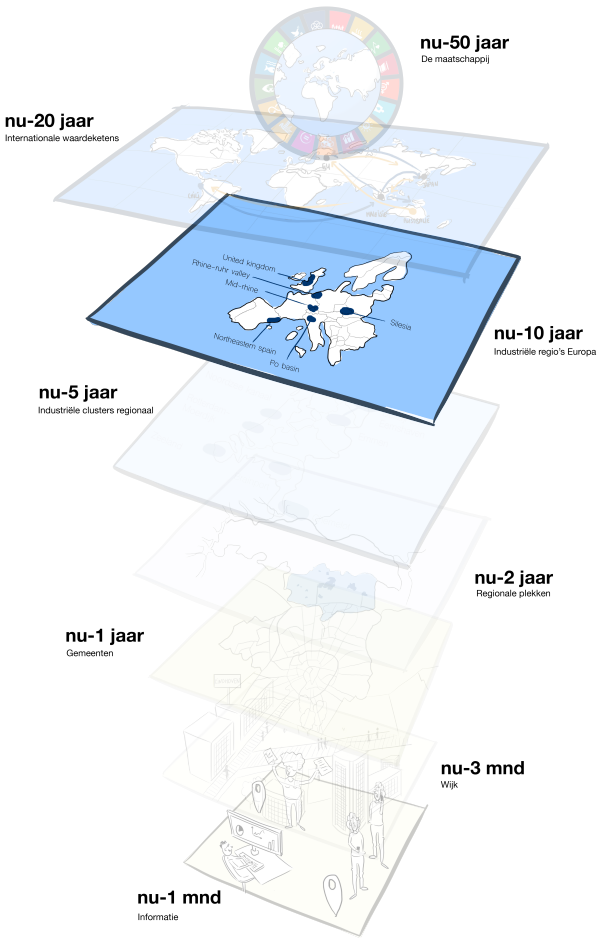 nu-50 jaar
De maatschappij
nu-20 jaar
Internationale waardeketens
United kingdom
Rhine-ruhr valley
Mid-rhine
Silesia
Northeastern spain
Po basin
nu-10 jaar
Industriële regio's Europa
nu-5 jaar
Industriële clusters regionaal
nu-2 jaar
Regionale plekken
nu-1 jaar
Gemeenten
nu-3 mnd
Wijk
nu-1 mnd
Informatie